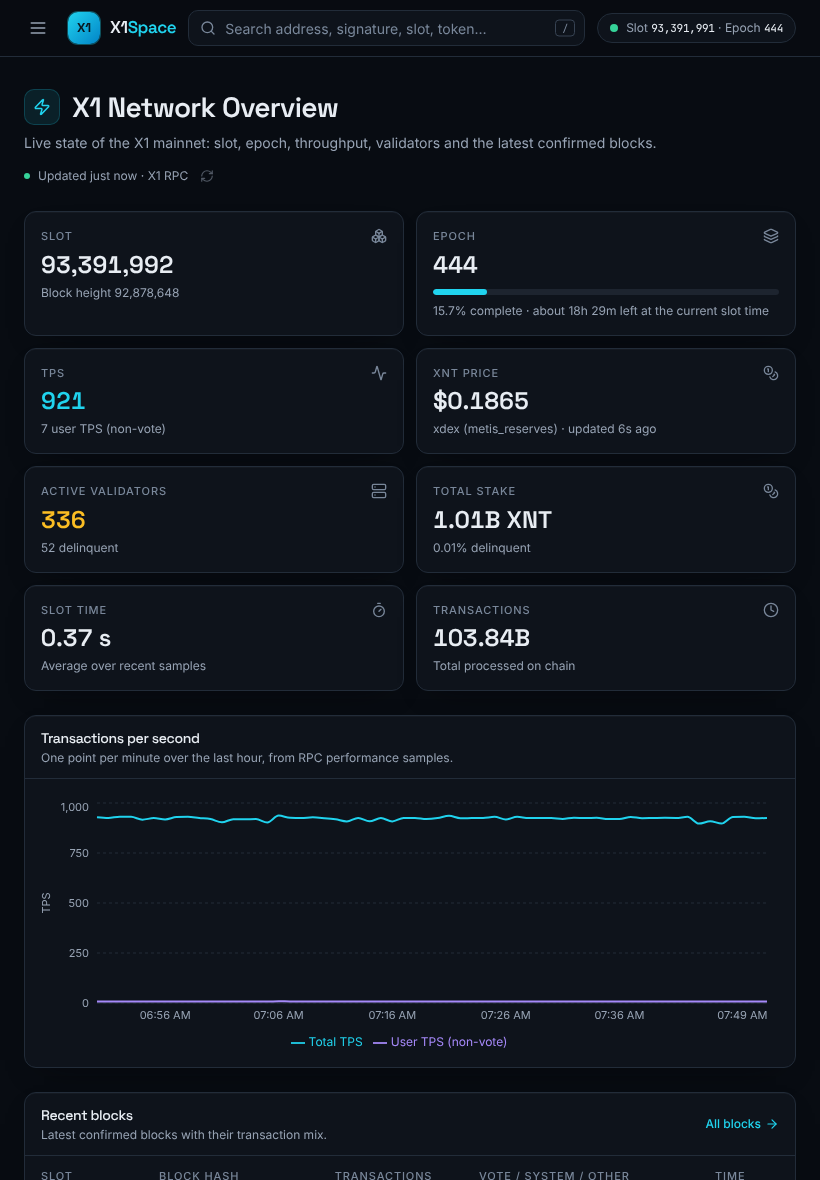 X1 X1Space Search address, signature, slot, token... / Slot 93,391,991 · Epoch 444
X1 Network Overview
Live state of the X1 mainnet: slot, epoch, throughput, validators and the latest confirmed blocks.
Updated just now · X1 RPC
SLOT
93,391,992
Block height 92,878,648
EPOCH
444
15.7% complete · about 18h 29m left at the current slot time
TPS
921
7 user TPS (non-vote)
XNT PRICE
$0.1865
xdex (metis_reserves) · updated 6s ago
ACTIVE VALIDATORS
336
52 delinquent
TOTAL STAKE
1.01B XNT
0.01% delinquent
SLOT TIME
0.37 s
Average over recent samples
TRANSACTIONS
103.84B
Total processed on chain
Transactions per second
One point per minute over the last hour, from RPC performance samples.
1,000
750
500
250
0
TPS
06:56 AM 07:06 AM 07:16 AM 07:26 AM 07:36 AM 07:49 AM
Total TPS User TPS (non-vote)
Recent blocks
Latest confirmed blocks with their transaction mix.
All blocks →
SLOT BLOCK HASH TRANSACTIONS VOTE / SYSTEM / OTHER TIME